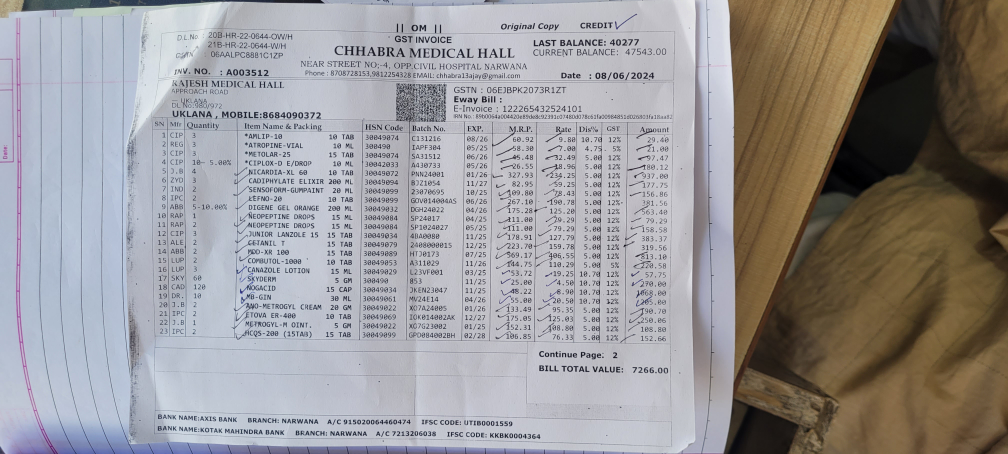 || OM ||
Original Copy CREDIT
D.L.No. 20B-HR-22-0644-OW/H
21B-HR-22-0644-W/H
GSTN 06AALPC8881C1ZP
GST INVOICE
CHHABRA MEDICAL HALL
NEAR STREET NO:-4, OPP.CIVIL HOSPITAL NARWANA
Phone : 8708728153,9812254328 EMAIL: chhabra13ajay@gmail.com
LAST BALANCE: 40277
CURRENT BALANCE: 47543.00
INV. NO. : A003512
Date : 08/06/2024
RAJESH MEDICAL HALL
APPROACH ROAD
UKLANA
DL No:980/972
UKLANA , MOBILE:8684090372
GSTN : 06EJBPK2073R1ZT
Eway Bill :
E-Invoice : 122265432524101
IRN No.:
SN Mfr Quantity Item Name & Packing HSN Code Batch No. EXP. M.R.P. Rate Dis% GST Amount
1 CIP 3 *AMLIP-10 10 TAB 30049074 C131216 08/26 60.92 9.80 10.70 12% 29.40
2 REG 3 *ATROPINE-VIAL 10 ML 300490 IAPF304 05/25 58.30 7.00 4.75 5% 21.00
3 CIP 3 *METOLAR-25 15 TAB 30049074 SA31512 06/26 45.48 32.49 5.00 12% 97.47
4 CIP 10- 5.00% *CIPLOX-D E/DROP 10 ML 30042033 A430733 05/26 26.55 18.96 5.00 12% 180.12
5 J.B 4 NICARDIA-XL 60 10 TAB 30049072 PNN24001 01/26 327.93 234.25 5.00 12% 937.00
6 ZYD 3 CADIPHYLATE ELIXIR 200 ML 30049094 BJZ1054 11/27 82.95 59.25 5.00 12% 177.75
7 IND 2 SENSOFORM-GUMPAINT 20 ML 30049087 23070695 10/25 109.80 78.43 5.00 12% 156.86
8 IPC 2 LEFNO-20 10 TAB 30049099 GOV014004AS 06/26 267.10 190.78 5.00 12% 381.56
9 ABB 5-10.00% DIGENE GEL ORANGE 200 ML 30049032 DGH24022 04/26 175.28 125.20 5.00 12% 563.40
10 RAP 1 NEOPEPTINE DROPS 15 ML 30049084 SP24017 04/25 111.00 79.29 5.00 12% 79.29
11 RAP 2 NEOPEPTINE DROPS 15 ML 30049084 SP1024027 05/25 111.00 79.29 5.00 12% 158.58
12 CIP 3 JUNIOR LANZOLE 15 15 TAB 30049034 4BA0080 11/25 178.91 127.79 5.00 12% 383.37
13 ALE 2 CETANIL T 15 TAB 30049079 2400000015 12/25 223.70 159.78 5.00 12% 319.56
14 ABB 2 MDD-XR 100 15 TAB 30049089 HTJ0173 07/25 569.17 406.55 5.00 12% 813.10
15 LUP 2 COMBUTOL-1000 10 TAB 30049053 A311029 11/26 144.75 110.29 5.00 5% 220.58
16 LUP 3 CANAZOLE LOTION 15 ML 30049029 L23VF001 03/25 53.72 19.25 10.70 12% 57.75
17 SKY 60 SKYDERM 5 GM 300490 853 11/25 25.00 4.50 10.70 12% 270.00
18 CAD 120 NOGACID 15 CAP 30049034 JKEN23047 11/25 48.22 8.90 10.70 12% 1068.00
19 DR. 10 MB-GIN 30 ML 30049061 MV24E14 04/26 55.00 20.50 10.70 12% 205.00
20 J.B 2 ANO-METROGYL CREAM 20 GM 30049022 XO7A24005 01/26 133.49 95.35 5.00 12% 190.70
21 IPC 2 ETOVA ER-400 10 TAB 30049069 IOK014002AK 12/27 175.05 125.03 5.00 12% 250.06
22 J.B 1 METROGYL-M OINT. 5 GM 30049022 XO7G23002 01/25 152.31 108.80 5.00 12% 108.80
23 IPC 2 HCQS-200 (15TAB) 15 TAB 30049099 GPD084002BH 02/28 106.85 76.33 5.00 12% 152.66
Continue Page. 2
BILL TOTAL VALUE: 7266.00
BANK NAME:AXIS BANK BRANCH: NARWANA A/C 915020064460474 IFSC CODE: UTIB0001559
BANK NAME:KOTAK MAHINDRA BANK BRANCH: NARWANA A/C 7213206038 IFSC CODE: KKBK0004364
Date: